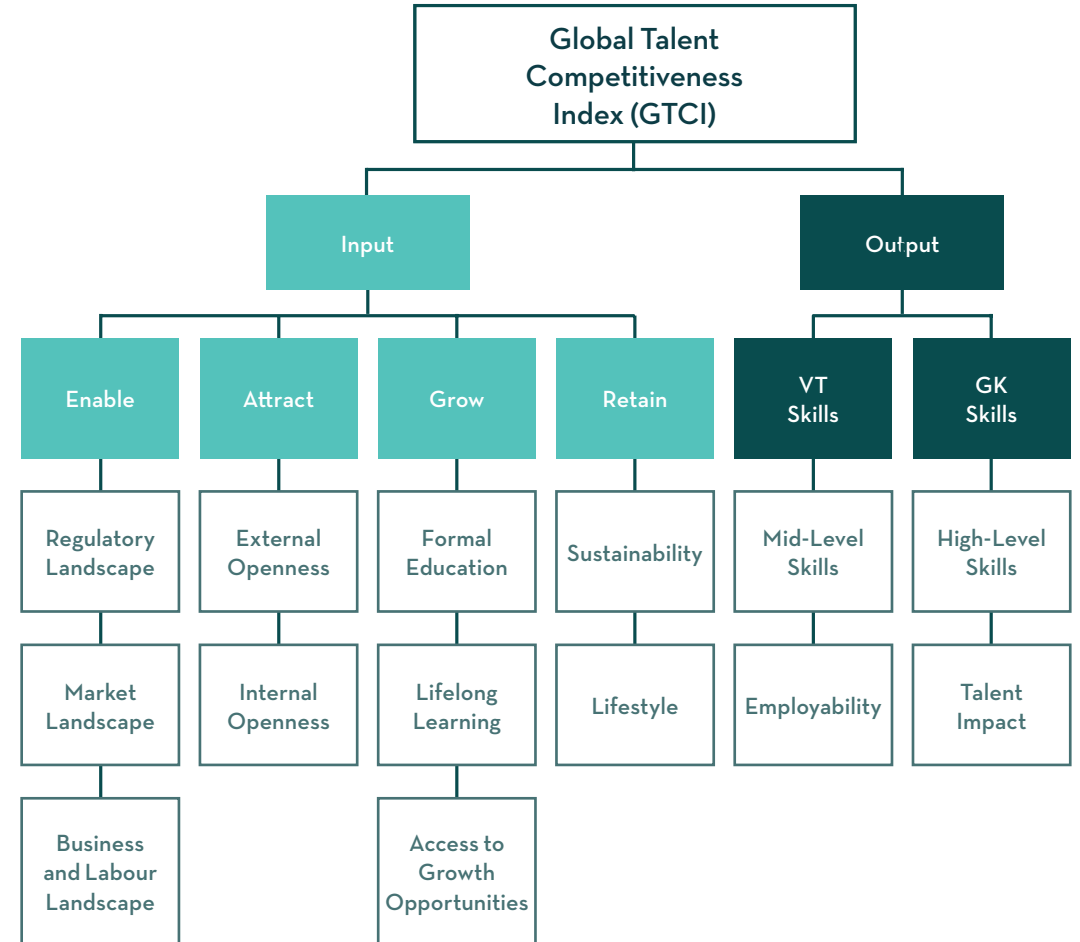 Global Talent
Competitiveness
Index (GTCI)
Input
Output
Enable
Attract
Grow
Retain
VT
Skills
GK
Skills
Regulatory
Landscape
External
Openness
Formal
Education
Sustainability
Mid-Level
Skills
High-Level
Skills
Market
Landscape
Internal
Openness
Lifelong
Learning
Lifestyle
Employability
Talent
Impact
Business
and Labour
Landscape
Access to
Growth
Opportunities